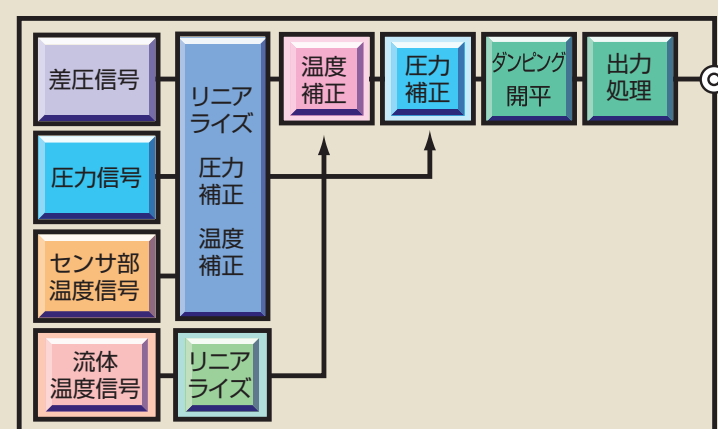 差圧信号
圧力信号
センサ部
温度信号
流体
温度信号
リニア
ライズ
圧力
補正
温度
補正
リニア
ライズ
温度
補正
圧力
補正
ダンピング
開平
出力
処理